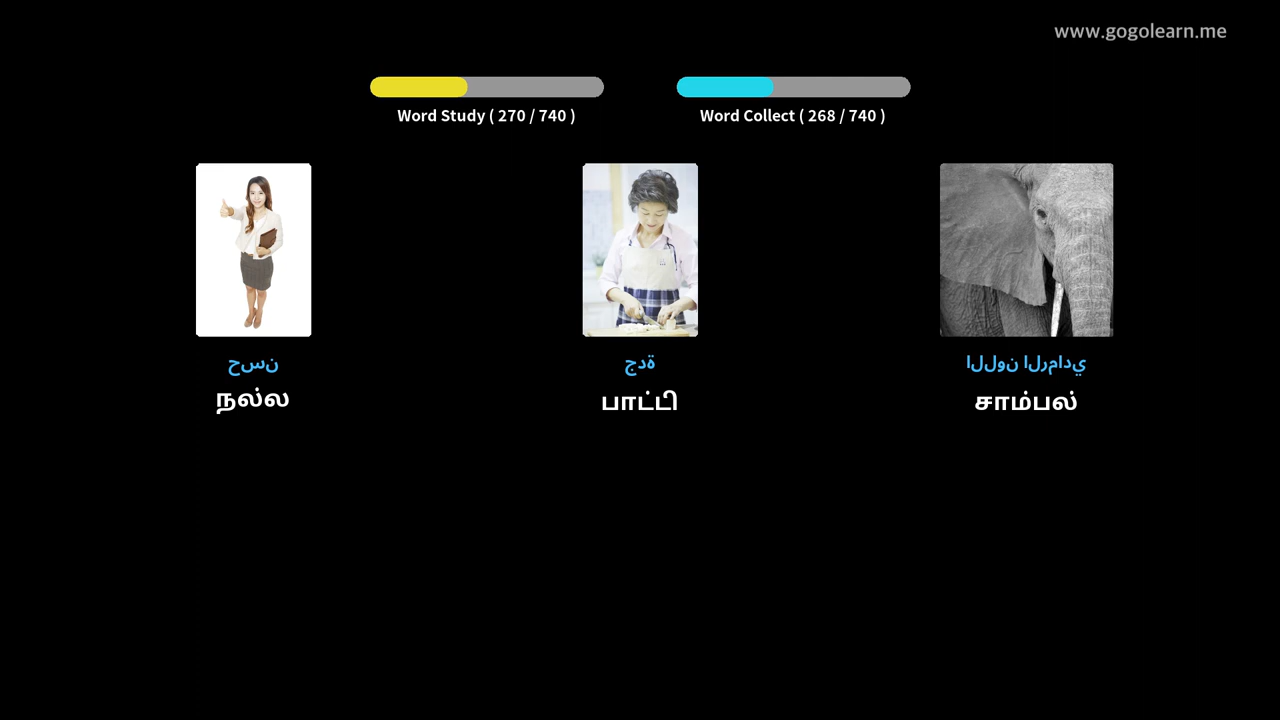 www.gogolearn.me
Word Study ( 270 / 740 )
Word Collect ( 268 / 740 )
حسن
நல்ல
جدة
பாட்டி
اللون الرمادي
சாம்பல்